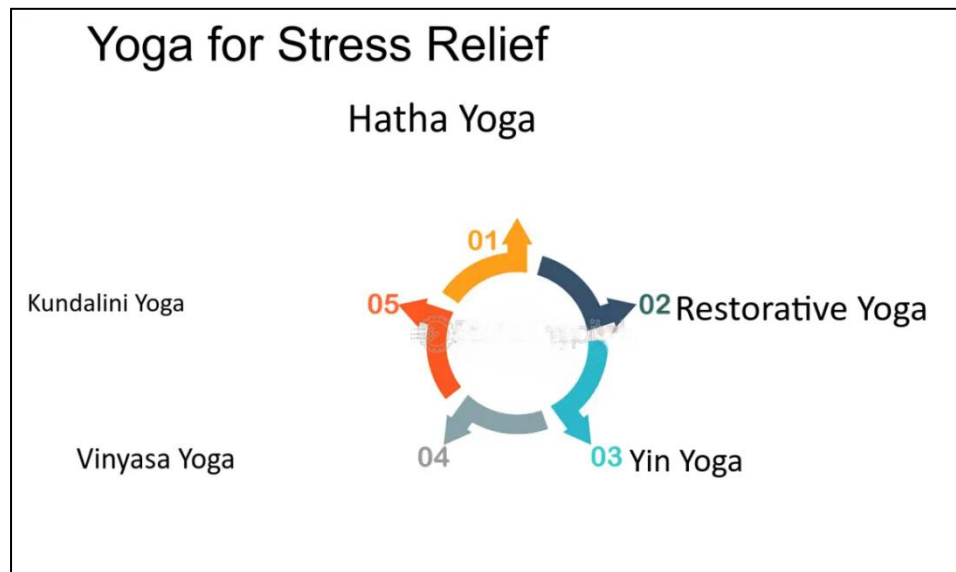 Yoga for Stress Relief
Hatha Yoga
01
02 Restorative Yoga
03 Yin Yoga
04
Vinyasa Yoga
05
Kundalini Yoga